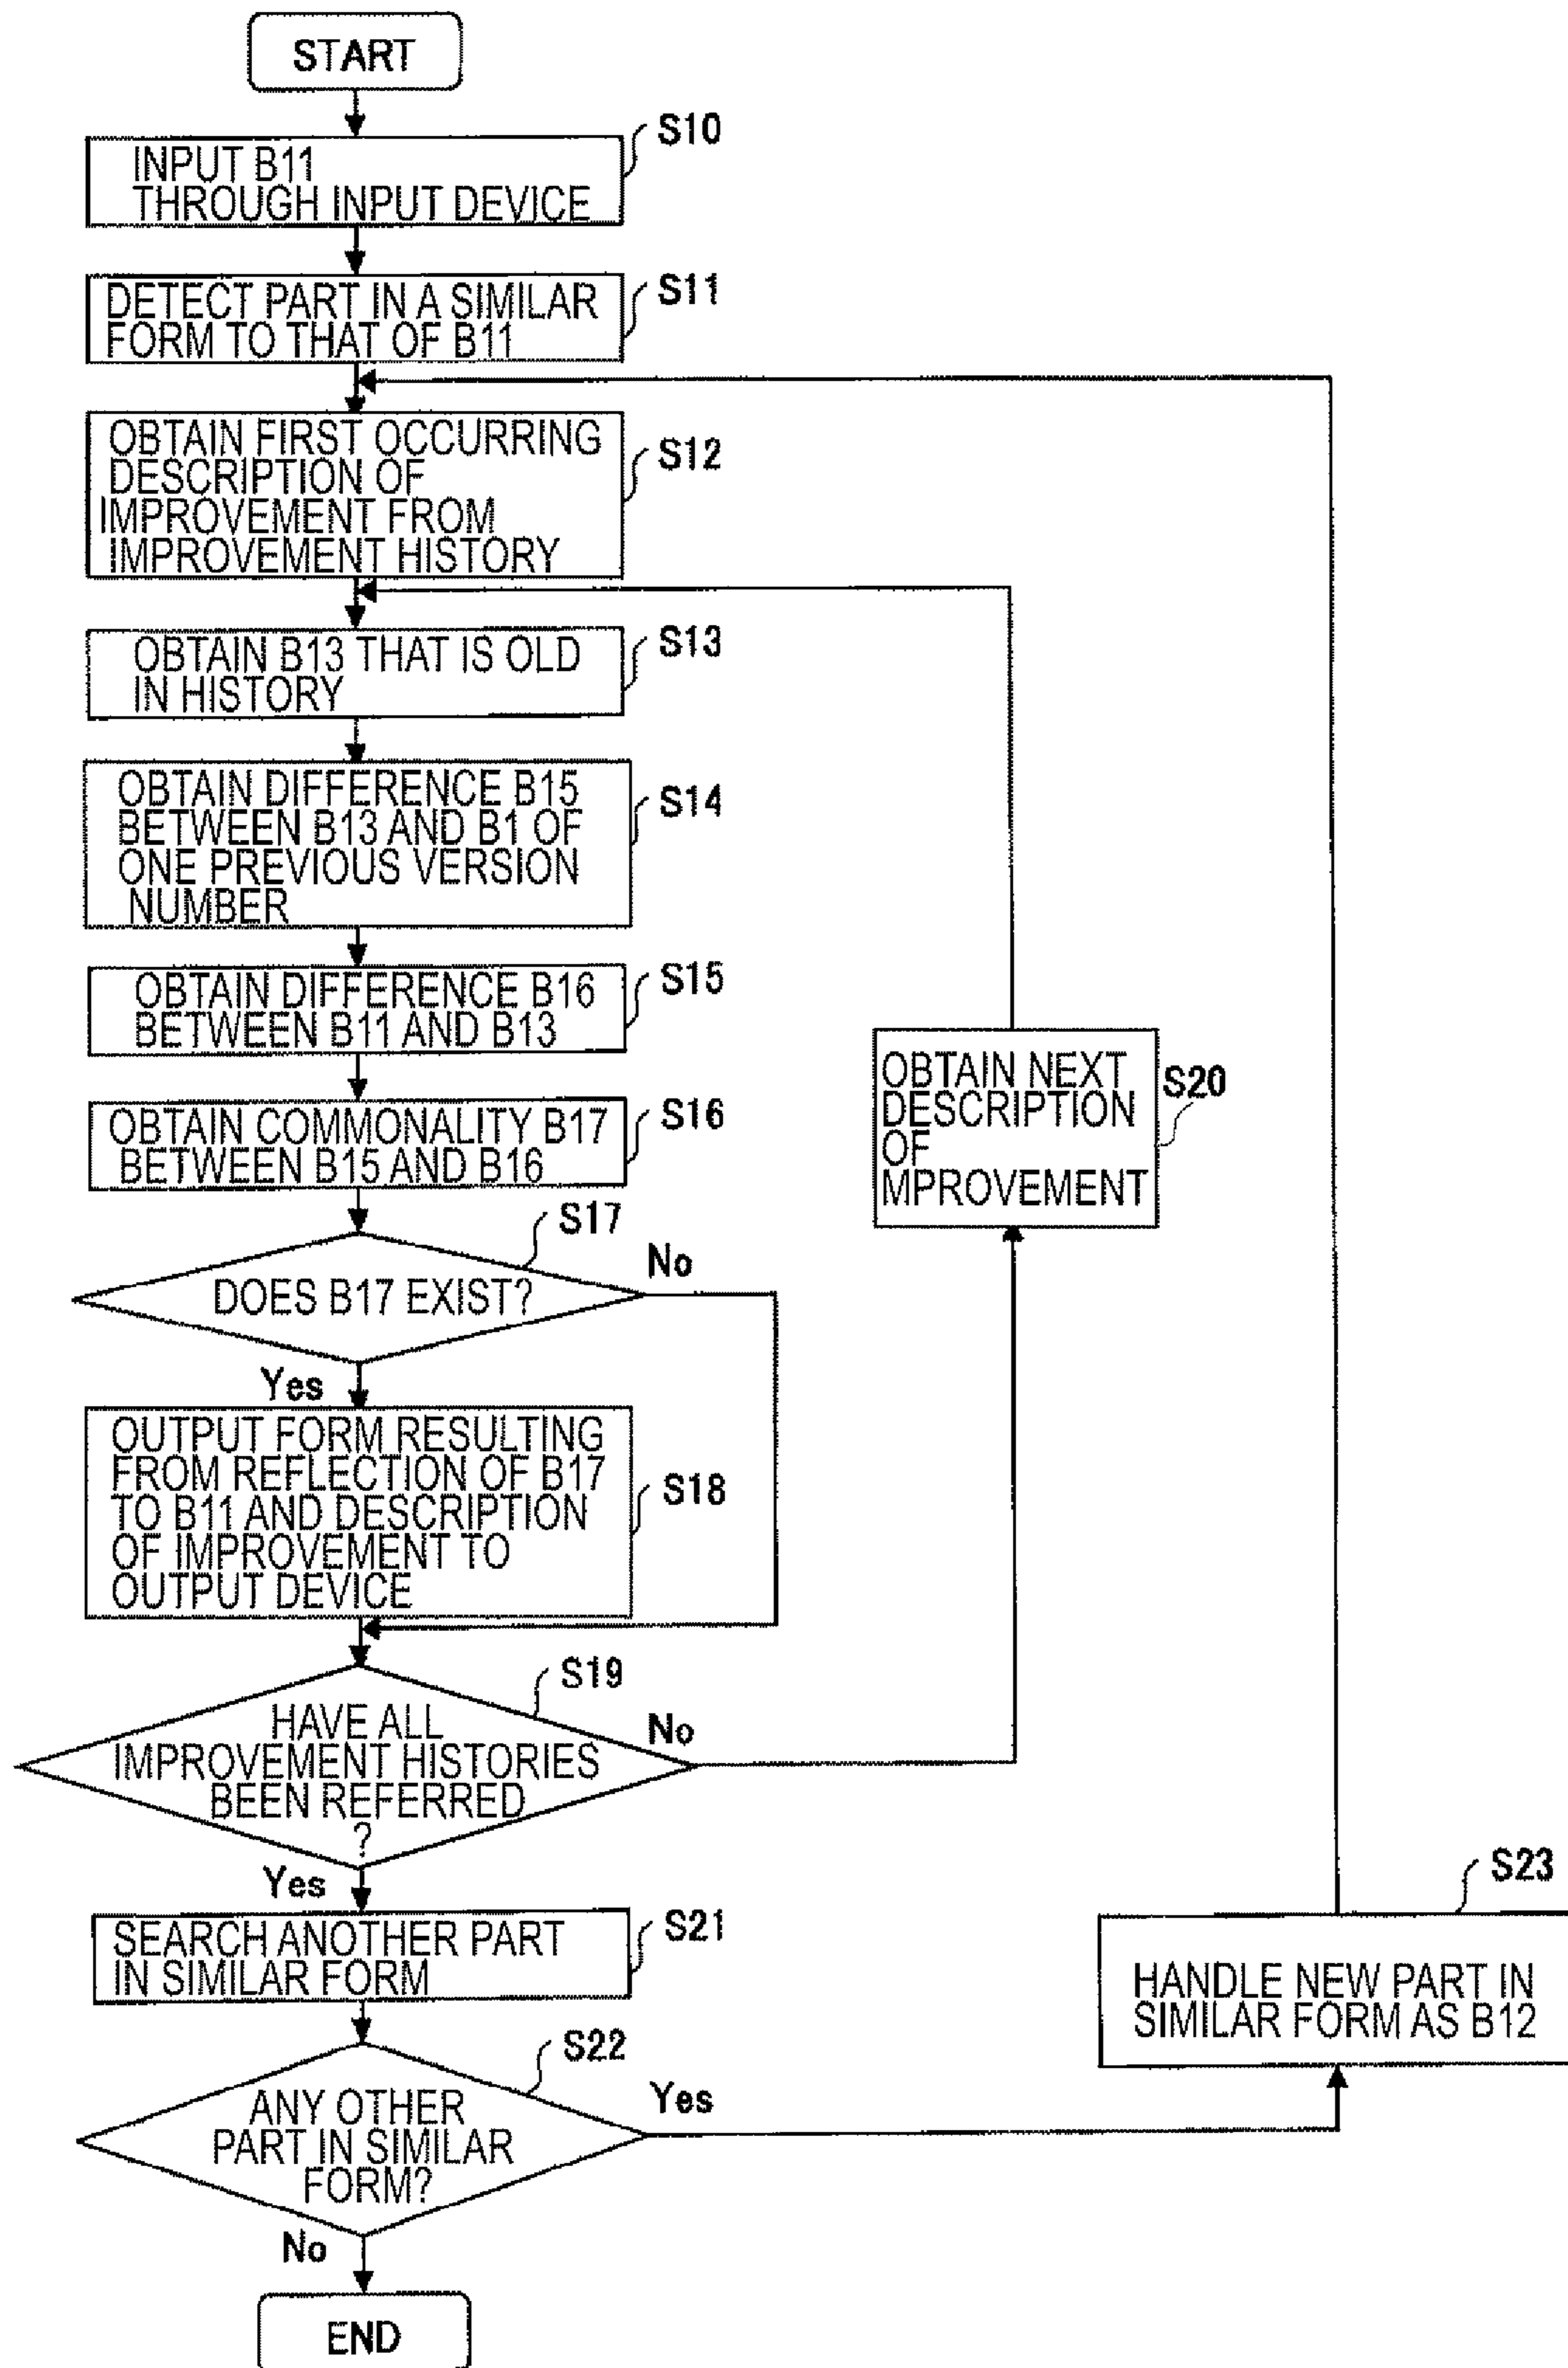 START
S10
INPUT B11
THROUGH INPUT DEVICE
S11
DETECT PART IN A SIMILAR
FORM TO THAT OF B11
S12
OBTAIN FIRST OCCURRING
DESCRIPTION OF
IMPROVEMENT FROM
IMPROVEMENT HISTORY
S13
OBTAIN B13 THAT IS OLD
IN HISTORY
S14
OBTAIN DIFFERENCE B15
BETWEEN B13 AND B1 OF
ONE PREVIOUS VERSION
NUMBER
S15
OBTAIN DIFFERENCE B16
BETWEEN B11 AND B13
S16
OBTAIN COMMONALITY B17
BETWEEN B15 AND B16
S17
DOES B17 EXIST?
No
Yes
S18
OUTPUT FORM RESULTING
FROM REFLECTION OF B17
TO B11 AND DESCRIPTION
OF IMPROVEMENT TO
OUTPUT DEVICE
S19
HAVE ALL
IMPROVEMENT HISTORIES
BEEN REFERRED
?
No
Yes
S20
OBTAIN NEXT
DESCRIPTION
OF
MPROVEMENT
S21
SEARCH ANOTHER PART
IN SIMILAR FORM
S22
ANY OTHER
PART IN SIMILAR
FORM?
Yes
No
S23
HANDLE NEW PART IN
SIMILAR FORM AS B12
END